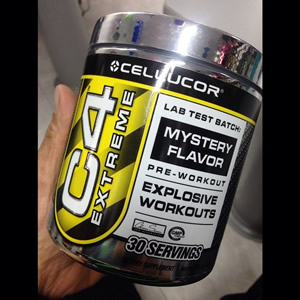 CELLUCOR
C4
EXTREME
LAB TEST BATCH:
MYSTERY
FLAVOR
PRE-WORKOUT
EXPLOSIVE
WORKOUTS
30 SERVINGS